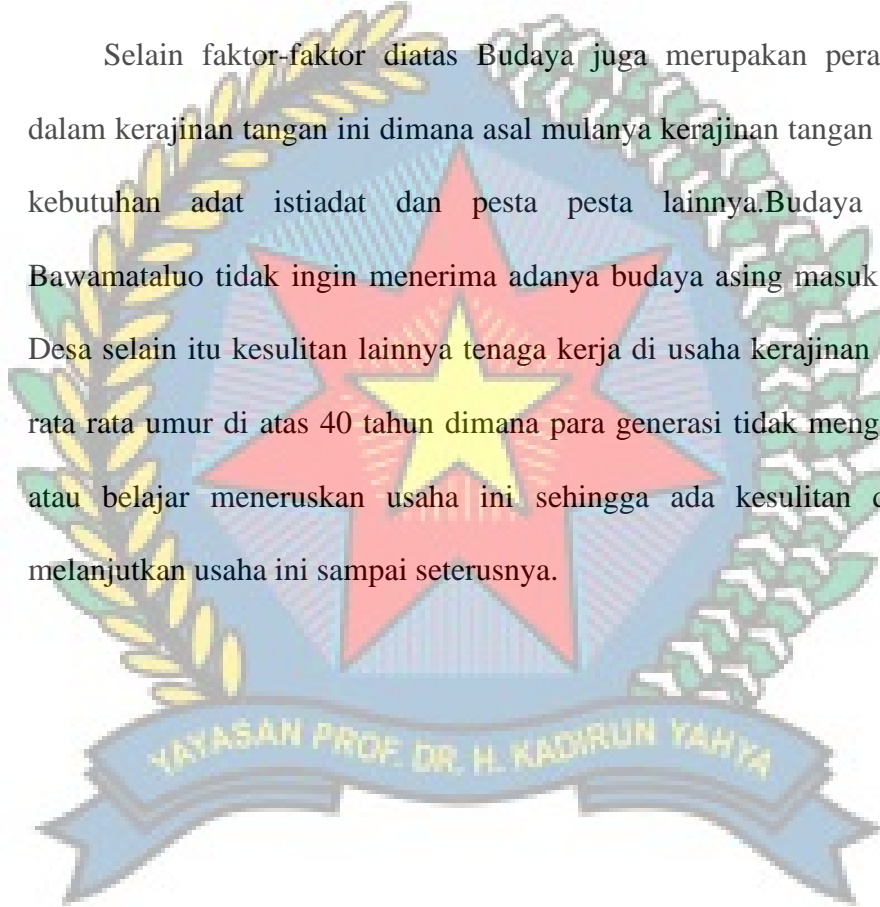 Selain faktor-faktor diatas Budaya juga merupakan pera
dalam kerajinan tangan ini dimana asal mulanya kerajinan tangan
kebutuhan adat istiadat dan pesta pesta lainnya.Budaya
Bawamataluo tidak ingin menerima adanya budaya asing masuk
Desa selain itu kesulitan lainnya tenaga kerja di usaha kerajinan
rata rata umur di atas 40 tahun dimana para generasi tidak meng
atau belajar meneruskan usaha ini sehingga ada kesulitan d
melanjutkan usaha ini sampai seterusnya.
YAYASAN PROF. DR. H. KADIRUN YAHYA